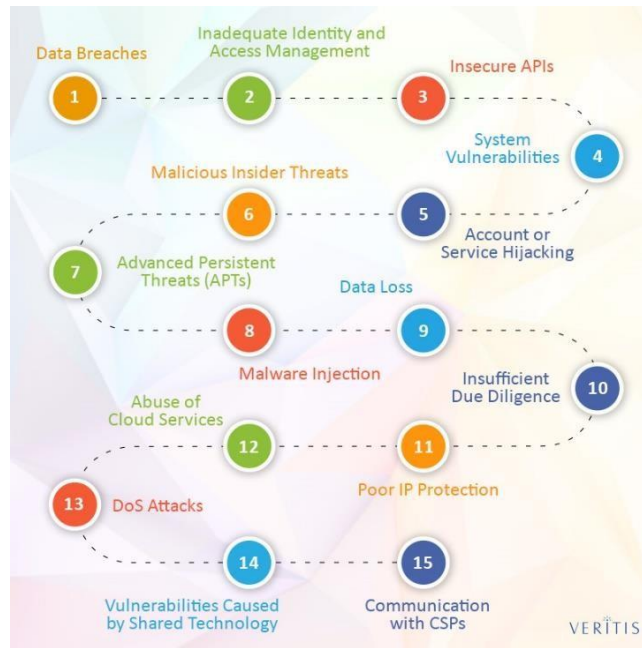 Data Breaches
1
Inadequate Identity and
Access Management
2
Insecure APIs
3
System
Vulnerabilities
4
Account or
Service Hijacking
5
Malicious Insider Threats
6
7
Advanced Persistent
Threats (APTs)
8
Malware Injection
Data Loss
9
Insufficient
Due Diligence
10
11
Poor IP Protection
Abuse of
Cloud Services
12
13
DoS Attacks
14
Vulnerabilities Caused
by Shared Technology
15
Communication
with CSPs
VERITIS